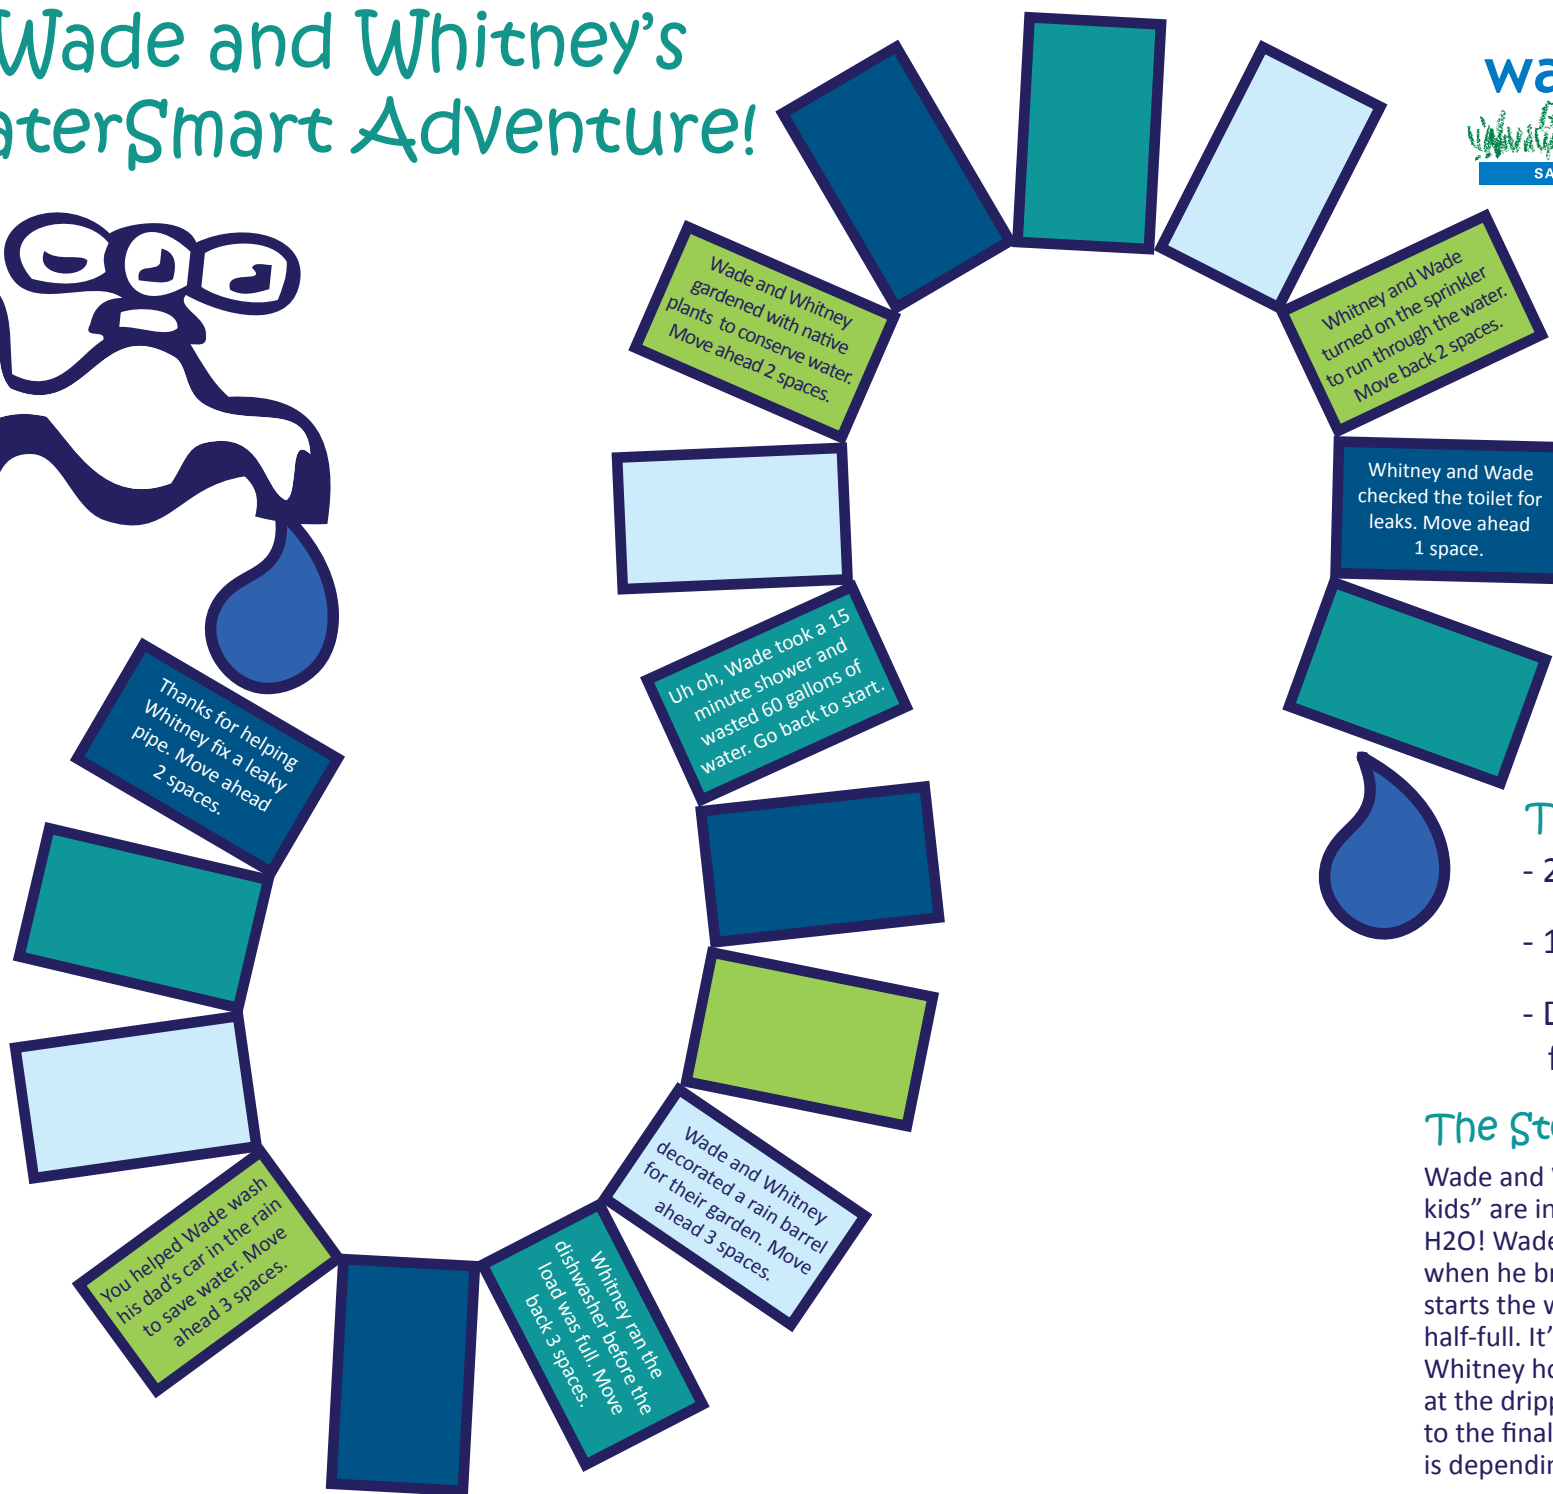 Wade and Whitney's
aterSmart Adventure!
wa
SA
Thanks for helping
Whitney fix a leaky
pipe. Move ahead
2 spaces.
You helped Wade wash
his dad's car in the rain
to save water. Move
ahead 3 spaces.
Whitney ran the
dishwasher before the
load was full. Move
back 3 spaces.
Wade and Whitney
decorated a rain barrel
for their garden. Move
ahead 3 spaces.
Uh oh, Wade took a 15
minute shower and
wasted 60 gallons of
water. Go back to start.
Wade and Whitney
gardened with native
plants to conserve water.
Move ahead 2 spaces.
Whitney and Wade
turned on the sprinkler
to run through the water.
Move back 2 spaces.
Whitney and Wade
checked the toilet for
leaks. Move ahead
1 space.
T
- 2
- 1
- D
f
The St
Wade and
kids” are in
H2O! Wade
when he br
starts the w
half-full. It’
Whitney ho
at the dripp
to the final
is dependin